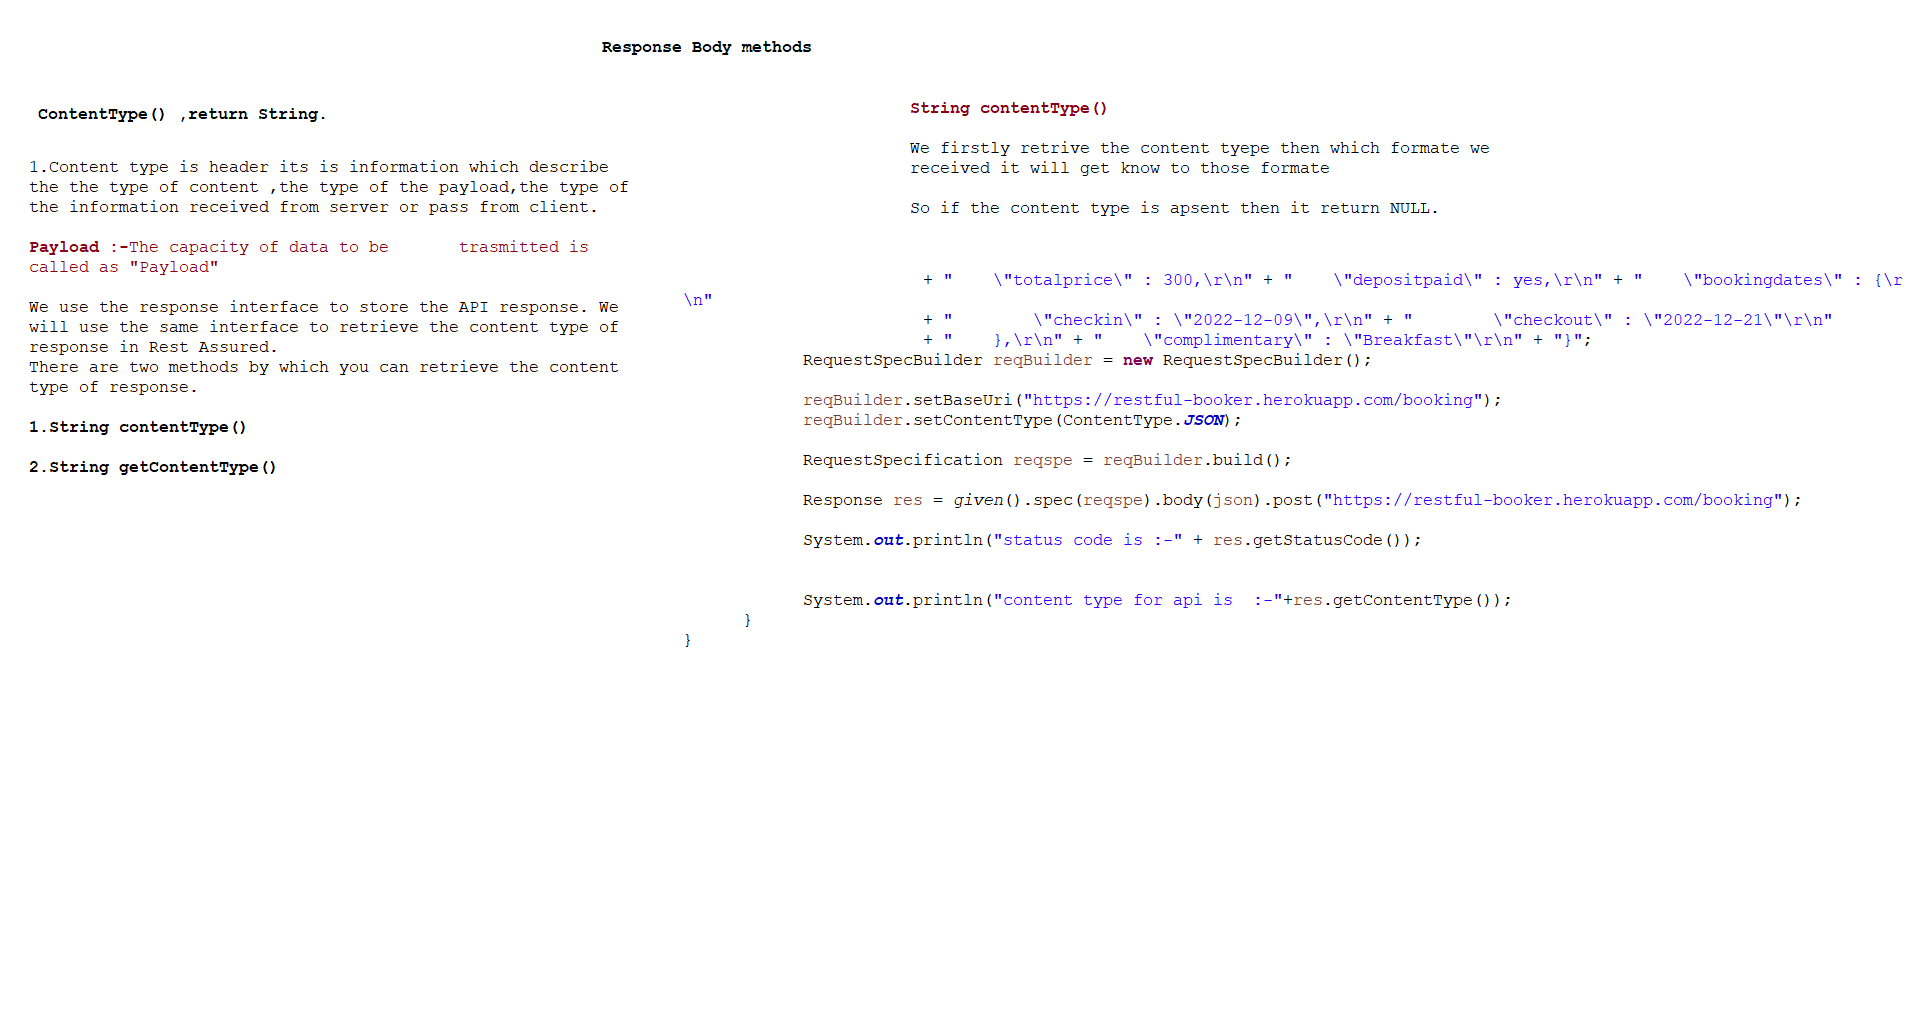 Response Body methods
ContentType() ,return String.
1.Content type is header its is information which describe
the the type of content ,the type of the payload,the type of
the information received from server or pass from client.
Payload :-The capacity of data to be       trasmitted is
called as "Payload"
We use the response interface to store the API response. We
will use the same interface to retrieve the content type of
response in Rest Assured.
There are two methods by which you can retrieve the content
type of response.
1.String contentType()
2.String getContentType()
String contentType()
We firstly retrive the content tyepe then which formate we
received it will get know to those formate
So if the content type is apsent then it return NULL.
+ "    \"totalprice\" : 300,\r\n" + "    \"depositpaid\" : yes,\r\n" + "    \"bookingdates\" : {\r
\n"
+ "        \"checkin\" : \"2022-12-09\",\r\n" + "        \"checkout\" : \"2022-12-21\"\r\n"
+ "    },\r\n" + "    \"complimentary\" : \"Breakfast\"\r\n" + "}";
RequestSpecBuilder reqBuilder = new RequestSpecBuilder();
reqBuilder.setBaseUri("https://restful-booker.herokuapp.com/booking");
reqBuilder.setContentType(ContentType.JSON);
RequestSpecification reqspe = reqBuilder.build();
Response res = given().spec(reqspe).body(json).post("https://restful-booker.herokuapp.com/booking");
System.out.println("status code is :-" + res.getStatusCode());
System.out.println("content type for api is  :-"+res.getContentType());
}
}